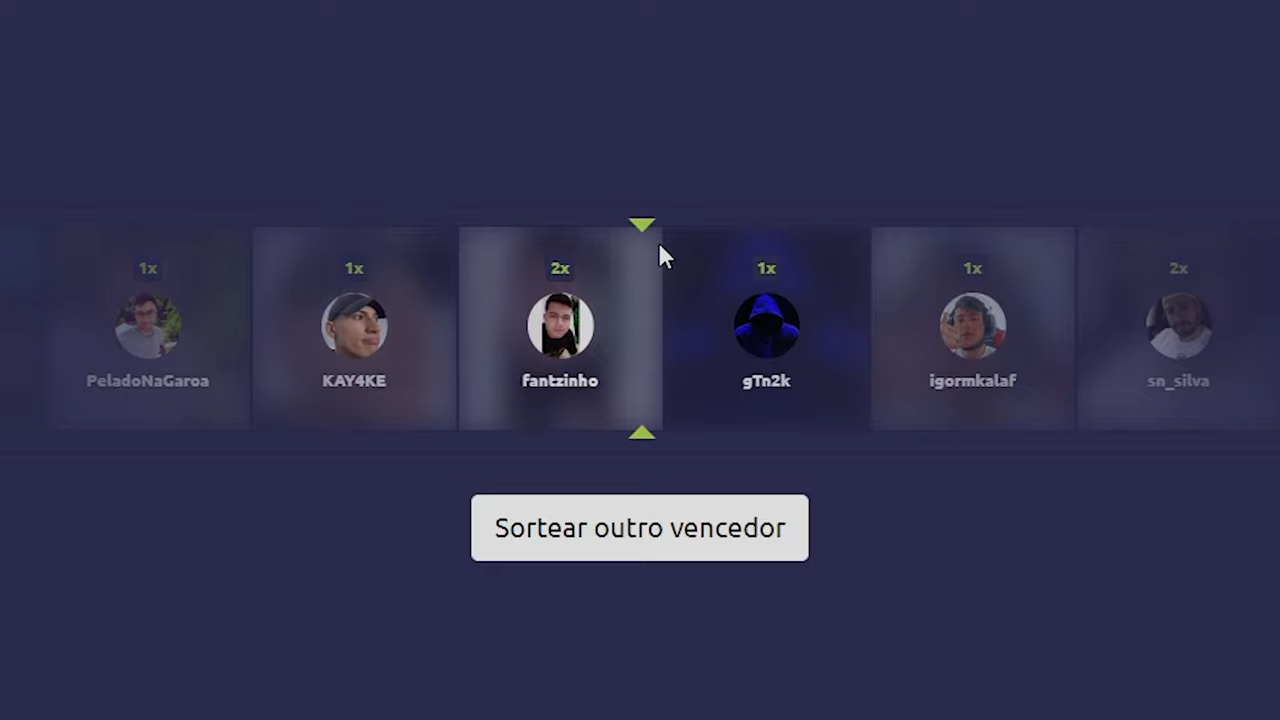 1x 1x 2x 1x 1x 2x
PeladoNaGaroa KAY4KE fantzinho gTn2k igormkalaf sn_silva
Sortear outro vencedor